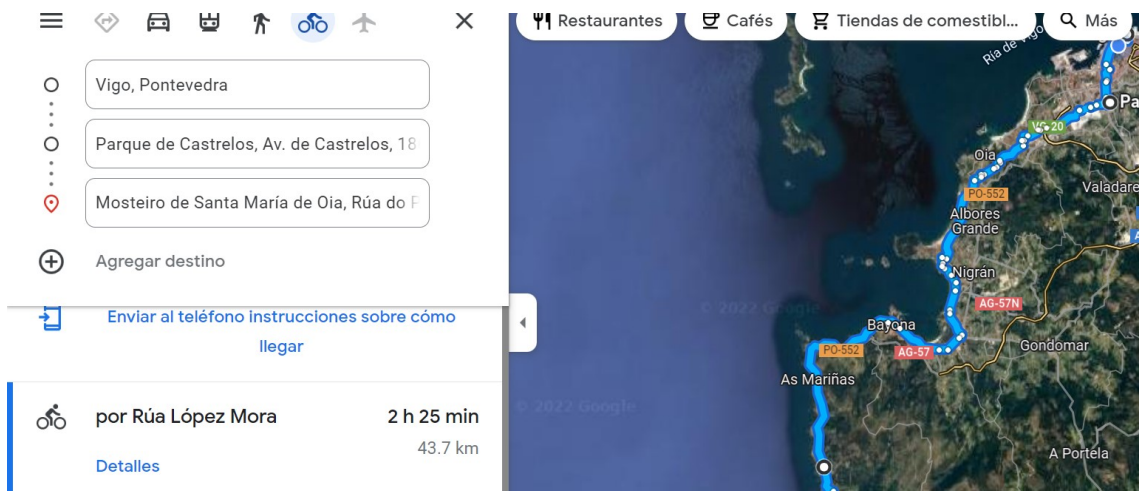 Vigo, Pontevedra
Parque de Castrelos, Av. de Castrelos, 18
Mosteiro de Santa María de Oia, Rúa do P
Agregar destino
Enviar al teléfono instrucciones sobre cómo
llegar
por Rúa López Mora
2 h 25 min
43.7 km
Detalles
Restaurantes
Cafés
Tiendas de comestibl...
Más
Ria de Vigo
Pa
VG-20
Oia
Valadare
PO-552
Albores
Grande
Nigrán
AG-57N
© 2022 Google
Bayona
PO-552
AG-57
Gondomar
As Mariñas
© 2022 Google
A Portela